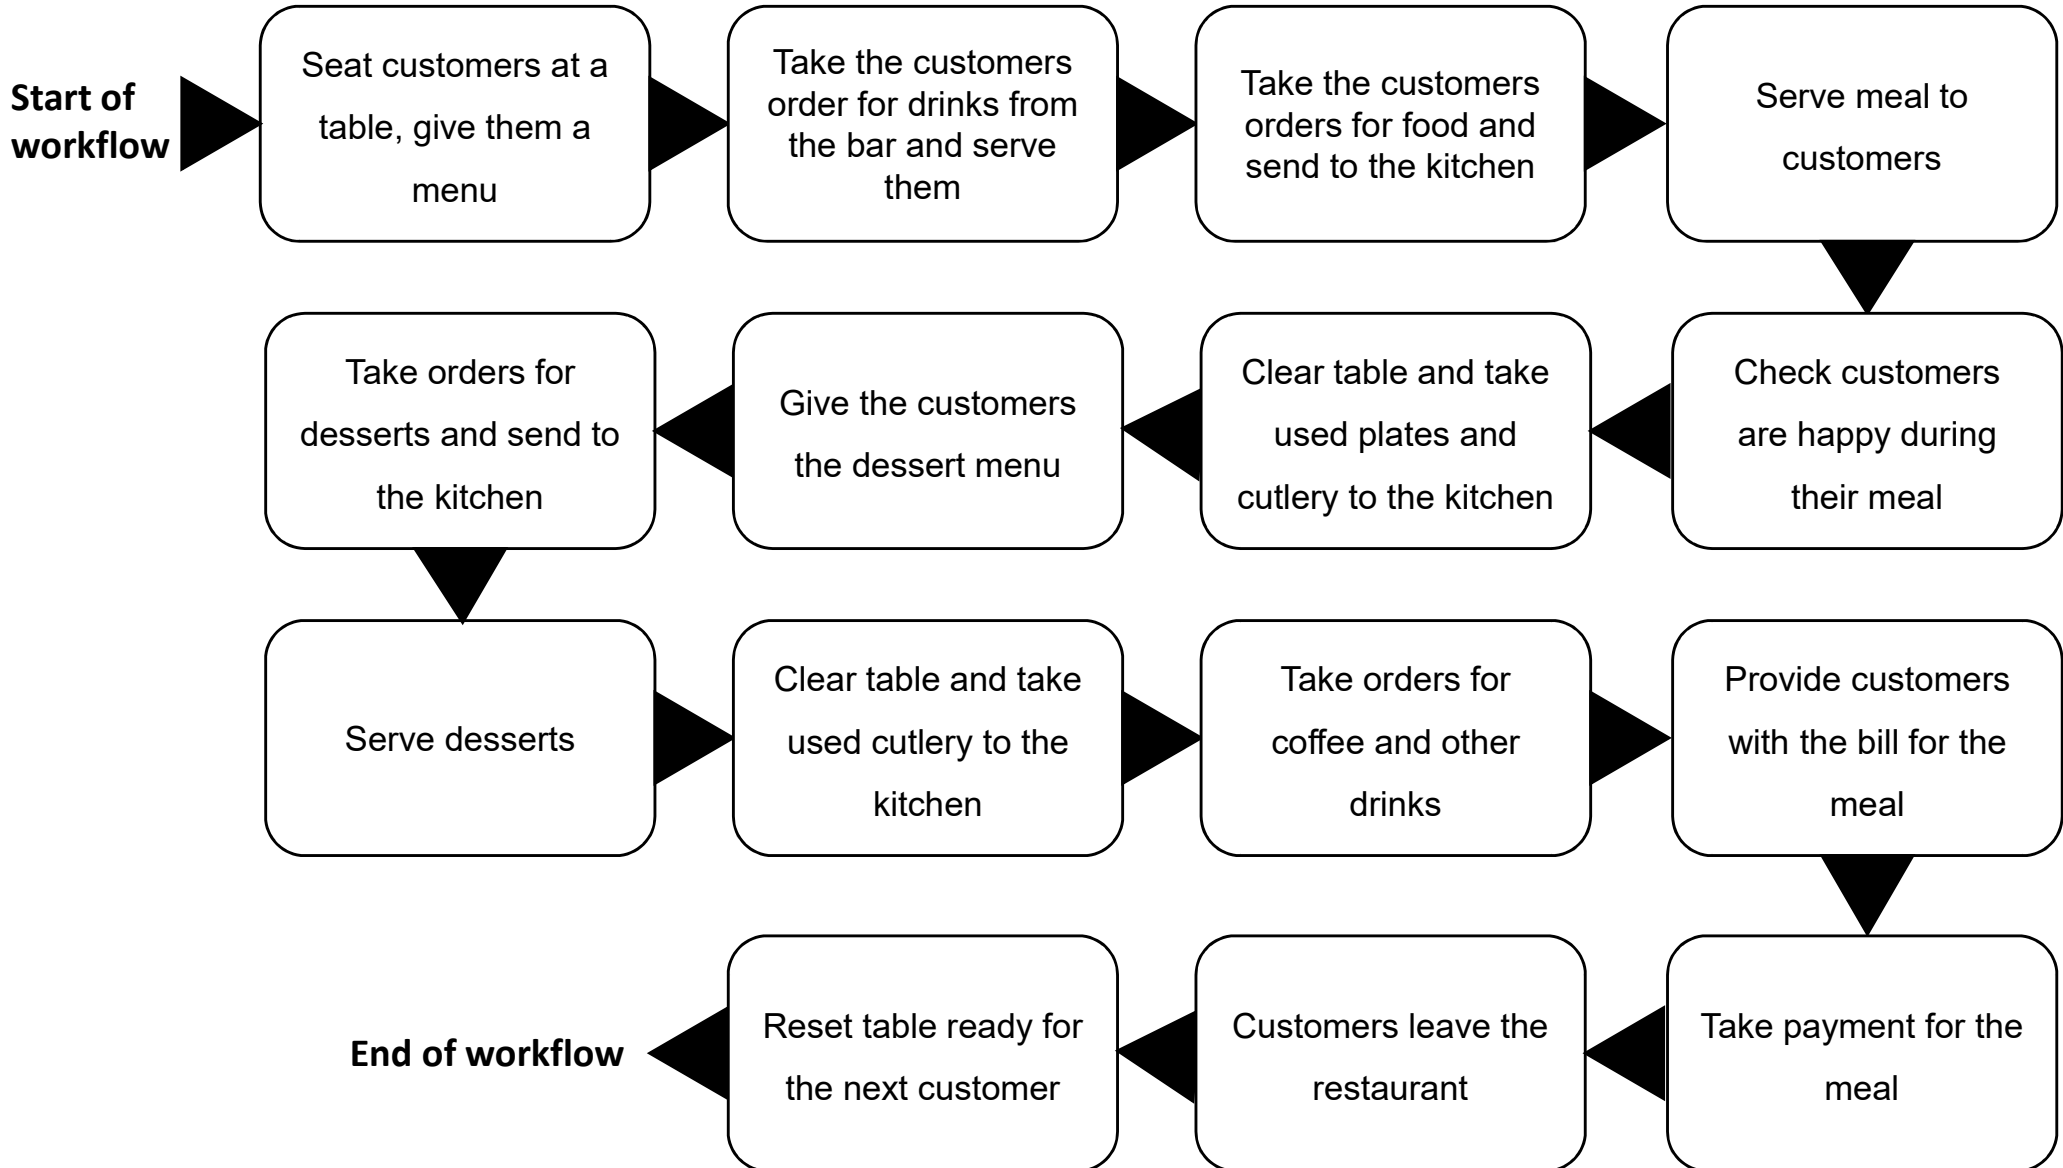 Start of
workflow
Seat customers at a
table, give them a
menu
Take the customers
order for drinks from
the bar and serve
them
Take the customers
orders for food and
send to the kitchen
Serve meal to
customers
Check customers
are happy during
their meal
Clear table and take
used plates and
cutlery to the kitchen
Give the customers
the dessert menu
Take orders for
desserts and send to
the kitchen
Serve desserts
Clear table and take
used cutlery to the
kitchen
Take orders for
coffee and other
drinks
Provide customers
with the bill for the
meal
Take payment for the
meal
Customers leave the
restaurant
Reset table ready for
the next customer
End of workflow